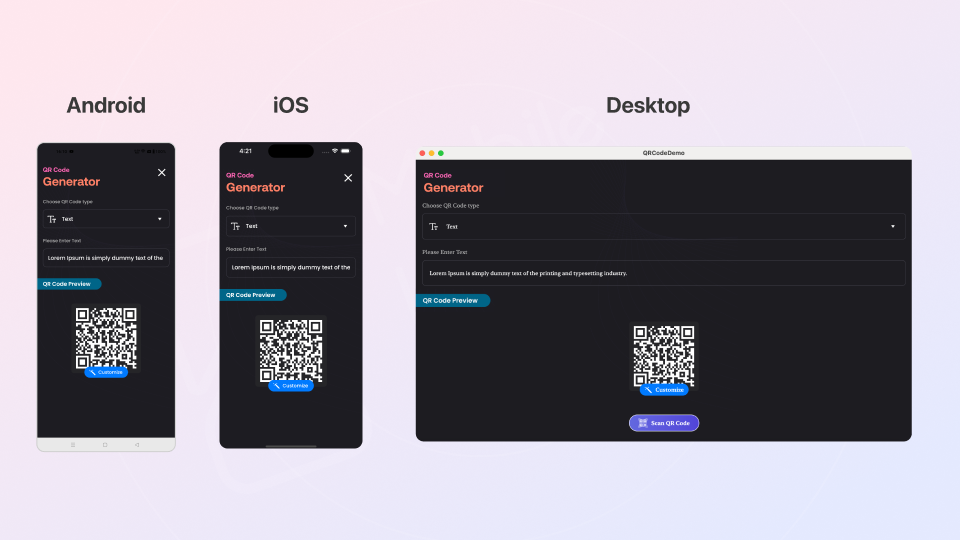 Android
QR Code
Generator
Choose QR Code type
Text
Please Enter Text
Lorem Ipsum is simply dummy text of the
QR Code Preview
Customize
iOS
4:21
QR Code
Generator
Choose QR Code type
Text
Please Enter Text
Lorem Ipsum is simply dummy text of the
QR Code Preview
Customize
Desktop
QRCodeDemo
QR Code
Generator
Choose QR Code type
Text
Please Enter Text
Lorem Ipsum is simply dummy text of the printing and typesetting industry.
QR Code Preview
Customize
Scan QR Code